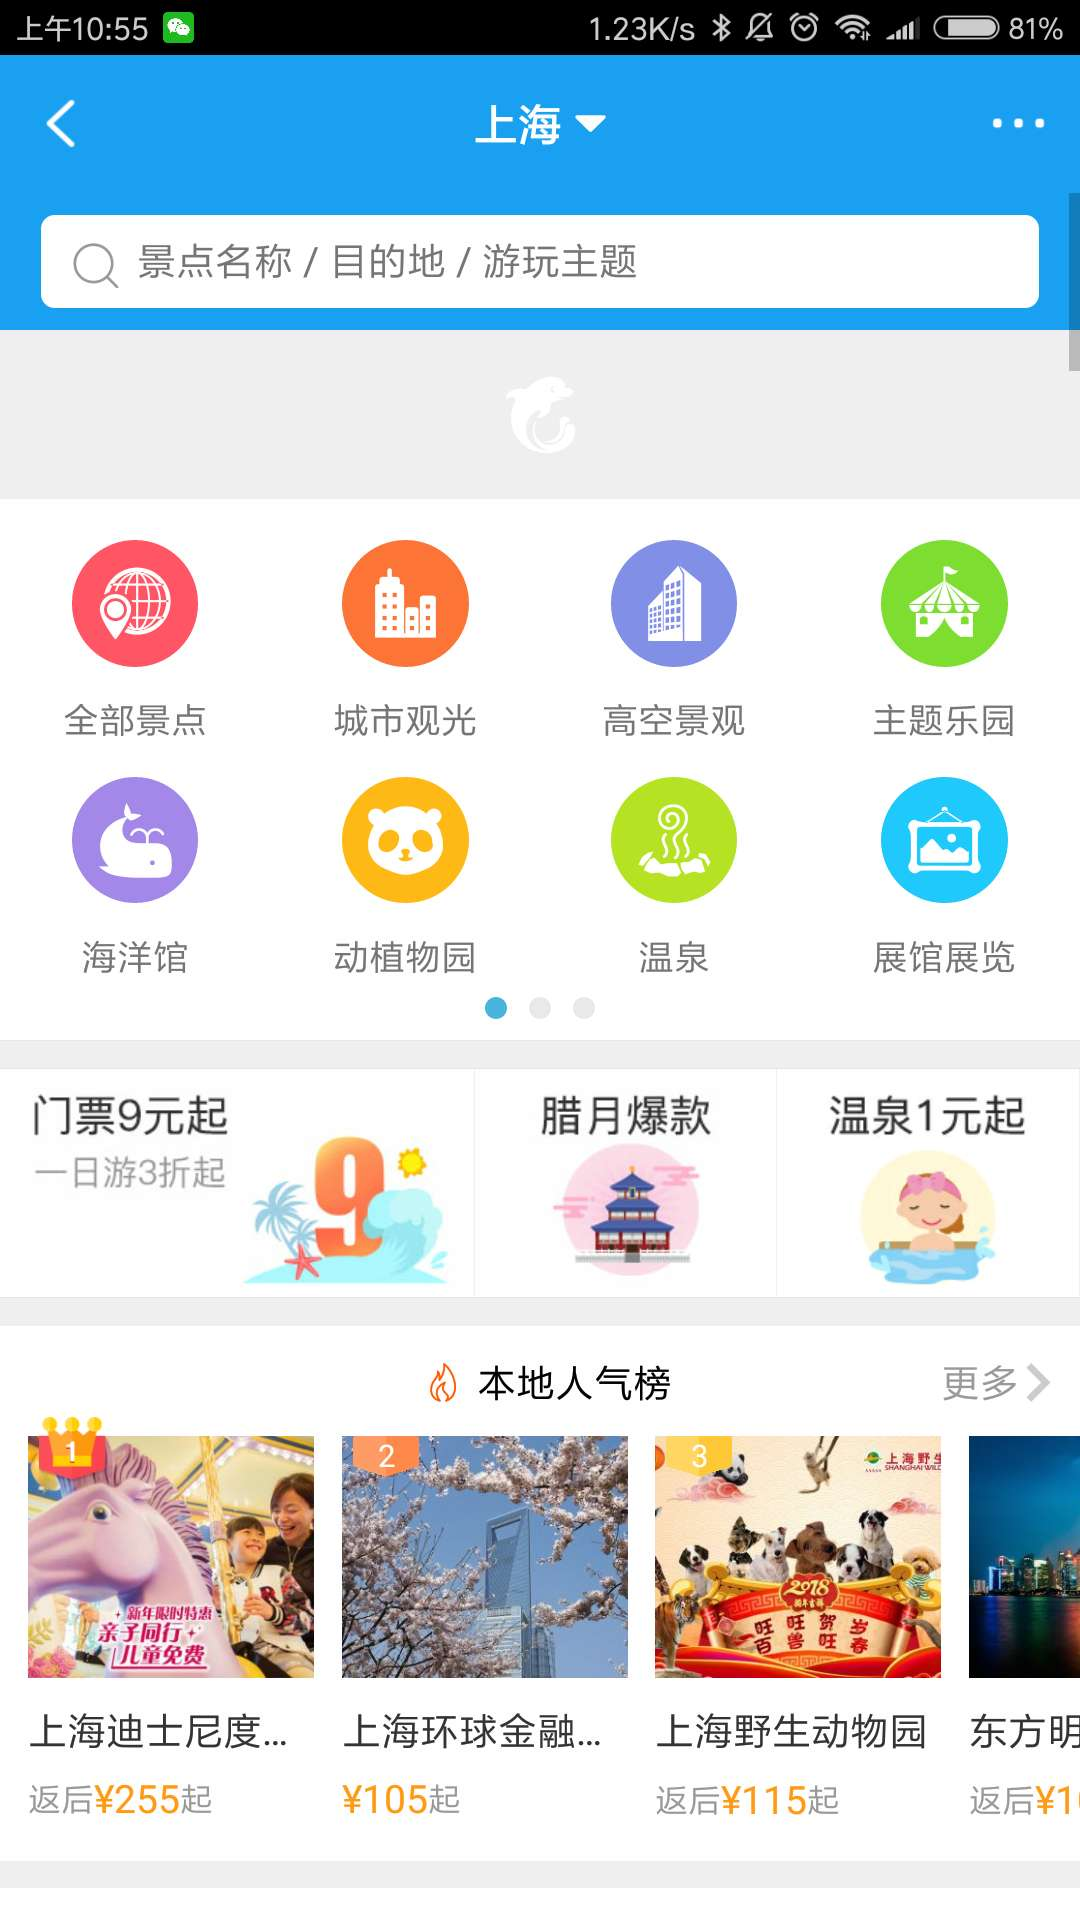 上午10:55 1.23K/s 81%
上海
景点名称 / 目的地 / 游玩主题
全部景点 城市观光 高空景观 主题乐园
海洋馆 动植物园 温泉 展馆展览
门票9元起 腊月爆款 温泉1元起
一日游3折起
9
本地人气榜 更多
1 2 3
上海野生
SHANGHAI WILD
2018
新年限时特惠
亲子同行
儿童免费
旺旺贺岁
百兽旺春
上海迪士尼度... 上海环球金融... 上海野生动物园 东方明
返后¥255起 ¥105起 返后¥115起 返后¥1